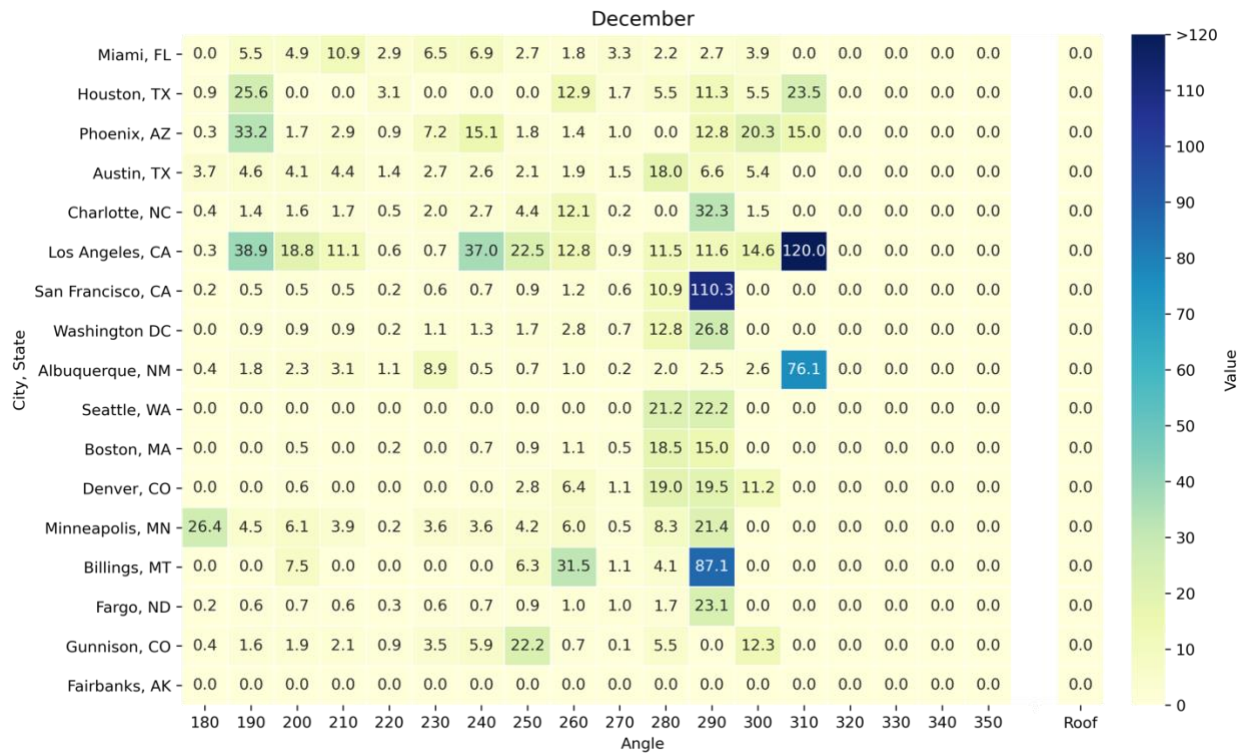 December
>120
Miami, FL 0.0 5.5 4.9 10.9 2.9 6.5 6.9 2.7 1.8 3.3 2.2 2.7 3.9 0.0 0.0 0.0 0.0 0.0 0.0
Houston, TX 0.9 25.6 0.0 0.0 3.1 0.0 0.0 0.0 12.9 1.7 5.5 11.3 5.5 23.5 0.0 0.0 0.0 0.0 0.0
110
Phoenix, AZ 0.3 33.2 1.7 2.9 0.9 7.2 15.1 1.8 1.4 1.0 0.0 12.8 20.3 15.0 0.0 0.0 0.0 0.0 0.0
100
Austin, TX 3.7 4.6 4.1 4.4 1.4 2.7 2.6 2.1 1.9 1.5 18.0 6.6 5.4 0.0 0.0 0.0 0.0 0.0 0.0
90
Charlotte, NC 0.4 1.4 1.6 1.7 0.5 2.0 2.7 4.4 12.1 0.2 0.0 32.3 1.5 0.0 0.0 0.0 0.0 0.0 0.0
Los Angeles, CA 0.3 38.9 18.8 11.1 0.6 0.7 37.0 22.5 12.8 0.9 11.5 11.6 14.6 120.0 0.0 0.0 0.0 0.0 0.0
80
San Francisco, CA 0.2 0.5 0.5 0.5 0.2 0.6 0.7 0.9 1.2 0.6 10.9 110.3 0.0 0.0 0.0 0.0 0.0 0.0 0.0
70
Washington DC 0.0 0.9 0.9 0.9 0.2 1.1 1.3 1.7 2.8 0.7 12.8 26.8 0.0 0.0 0.0 0.0 0.0 0.0 0.0
City, State
Albuquerque, NM 0.4 1.8 2.3 3.1 1.1 8.9 0.5 0.7 1.0 0.2 2.0 2.5 2.6 76.1 0.0 0.0 0.0 0.0 0.0
60
Value
Seattle, WA 0.0 0.0 0.0 0.0 0.0 0.0 0.0 0.0 0.0 0.0 21.2 22.2 0.0 0.0 0.0 0.0 0.0 0.0 0.0
50
Boston, MA 0.0 0.0 0.5 0.0 0.2 0.0 0.7 0.9 1.1 0.5 18.5 15.0 0.0 0.0 0.0 0.0 0.0 0.0 0.0
40
Denver, CO 0.0 0.0 0.6 0.0 0.0 0.0 0.0 2.8 6.4 1.1 19.0 19.5 11.2 0.0 0.0 0.0 0.0 0.0 0.0
Minneapolis, MN 26.4 4.5 6.1 3.9 0.2 3.6 3.6 4.2 6.0 0.5 8.3 21.4 0.0 0.0 0.0 0.0 0.0 0.0 0.0
30
Billings, MT 0.0 0.0 7.5 0.0 0.0 0.0 0.0 6.3 31.5 1.1 4.1 87.1 0.0 0.0 0.0 0.0 0.0 0.0 0.0
20
Fargo, ND 0.2 0.6 0.7 0.6 0.3 0.6 0.7 0.9 1.0 1.0 1.7 23.1 0.0 0.0 0.0 0.0 0.0 0.0 0.0
Gunnison, CO 0.4 1.6 1.9 2.1 0.9 3.5 5.9 22.2 0.7 0.1 5.5 0.0 12.3 0.0 0.0 0.0 0.0 0.0 0.0
10
Fairbanks, AK 0.0 0.0 0.0 0.0 0.0 0.0 0.0 0.0 0.0 0.0 0.0 0.0 0.0 0.0 0.0 0.0 0.0 0.0 0.0
0
180 190 200 210 220 230 240 250 260 270 280 290 300 310 320 330 340 350 Roof
Angle